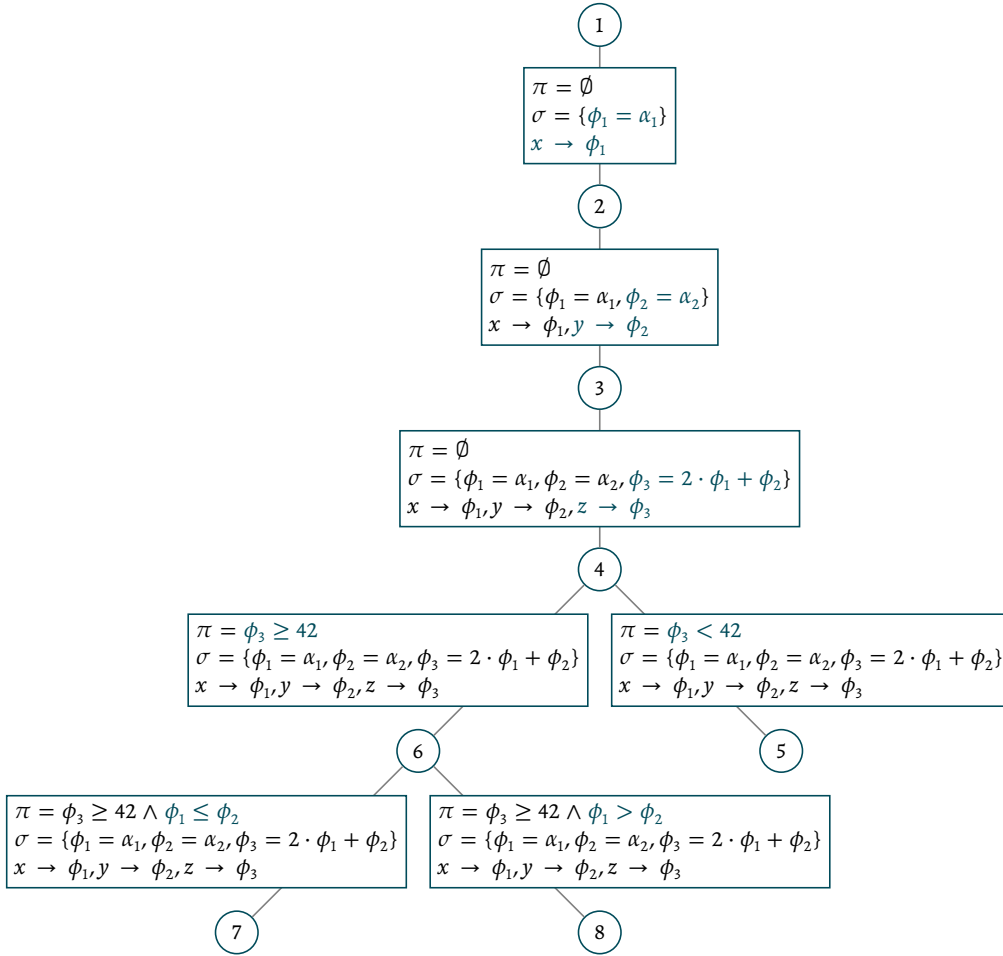 1
π = ∅
σ = {ϕ₁ = α₁}
x → ϕ₁
2
π = ∅
σ = {ϕ₁ = α₁, ϕ₂ = α₂}
x → ϕ₁, y → ϕ₂
3
π = ∅
σ = {ϕ₁ = α₁, ϕ₂ = α₂, ϕ₃ = 2 · ϕ₁ + ϕ₂}
x → ϕ₁, y → ϕ₂, z → ϕ₃
4
π = ϕ₃ ≥ 42
σ = {ϕ₁ = α₁, ϕ₂ = α₂, ϕ₃ = 2 · ϕ₁ + ϕ₂}
x → ϕ₁, y → ϕ₂, z → ϕ₃
π = ϕ₃ < 42
σ = {ϕ₁ = α₁, ϕ₂ = α₂, ϕ₃ = 2 · ϕ₁ + ϕ₂}
x → ϕ₁, y → ϕ₂, z → ϕ₃
6
5
π = ϕ₃ ≥ 42 ∧ ϕ₁ ≤ ϕ₂
σ = {ϕ₁ = α₁, ϕ₂ = α₂, ϕ₃ = 2 · ϕ₁ + ϕ₂}
x → ϕ₁, y → ϕ₂, z → ϕ₃
π = ϕ₃ ≥ 42 ∧ ϕ₁ > ϕ₂
σ = {ϕ₁ = α₁, ϕ₂ = α₂, ϕ₃ = 2 · ϕ₁ + ϕ₂}
x → ϕ₁, y → ϕ₂, z → ϕ₃
7
8